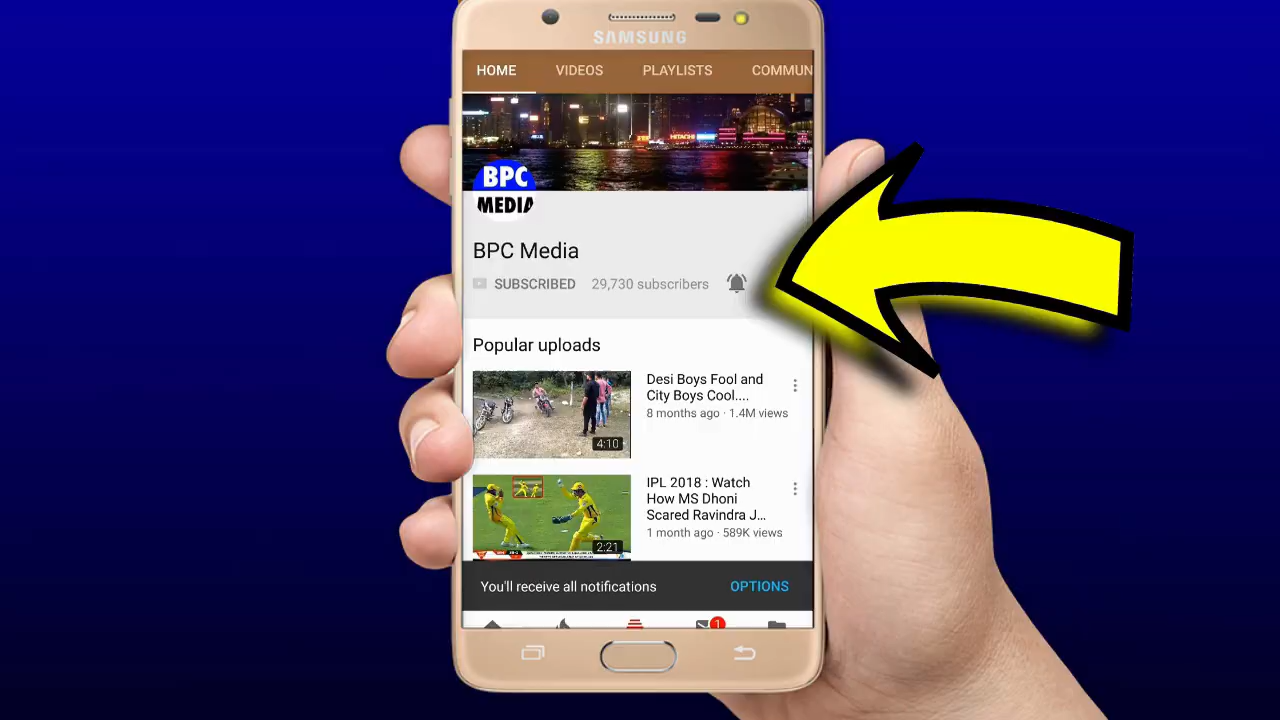 SAMSUNG
HOME VIDEOS PLAYLISTS COMMUN
HITACHI
BPC
MEDIA
BPC Media
SUBSCRIBED 29,730 subscribers
Popular uploads
Desi Boys Fool and
City Boys Cool....
8 months ago · 1.4M views
4:10
IPL 2018 : Watch
How MS Dhoni
Scared Ravindra J...
1 month ago · 589K views
2:21
You'll receive all notifications OPTIONS
1